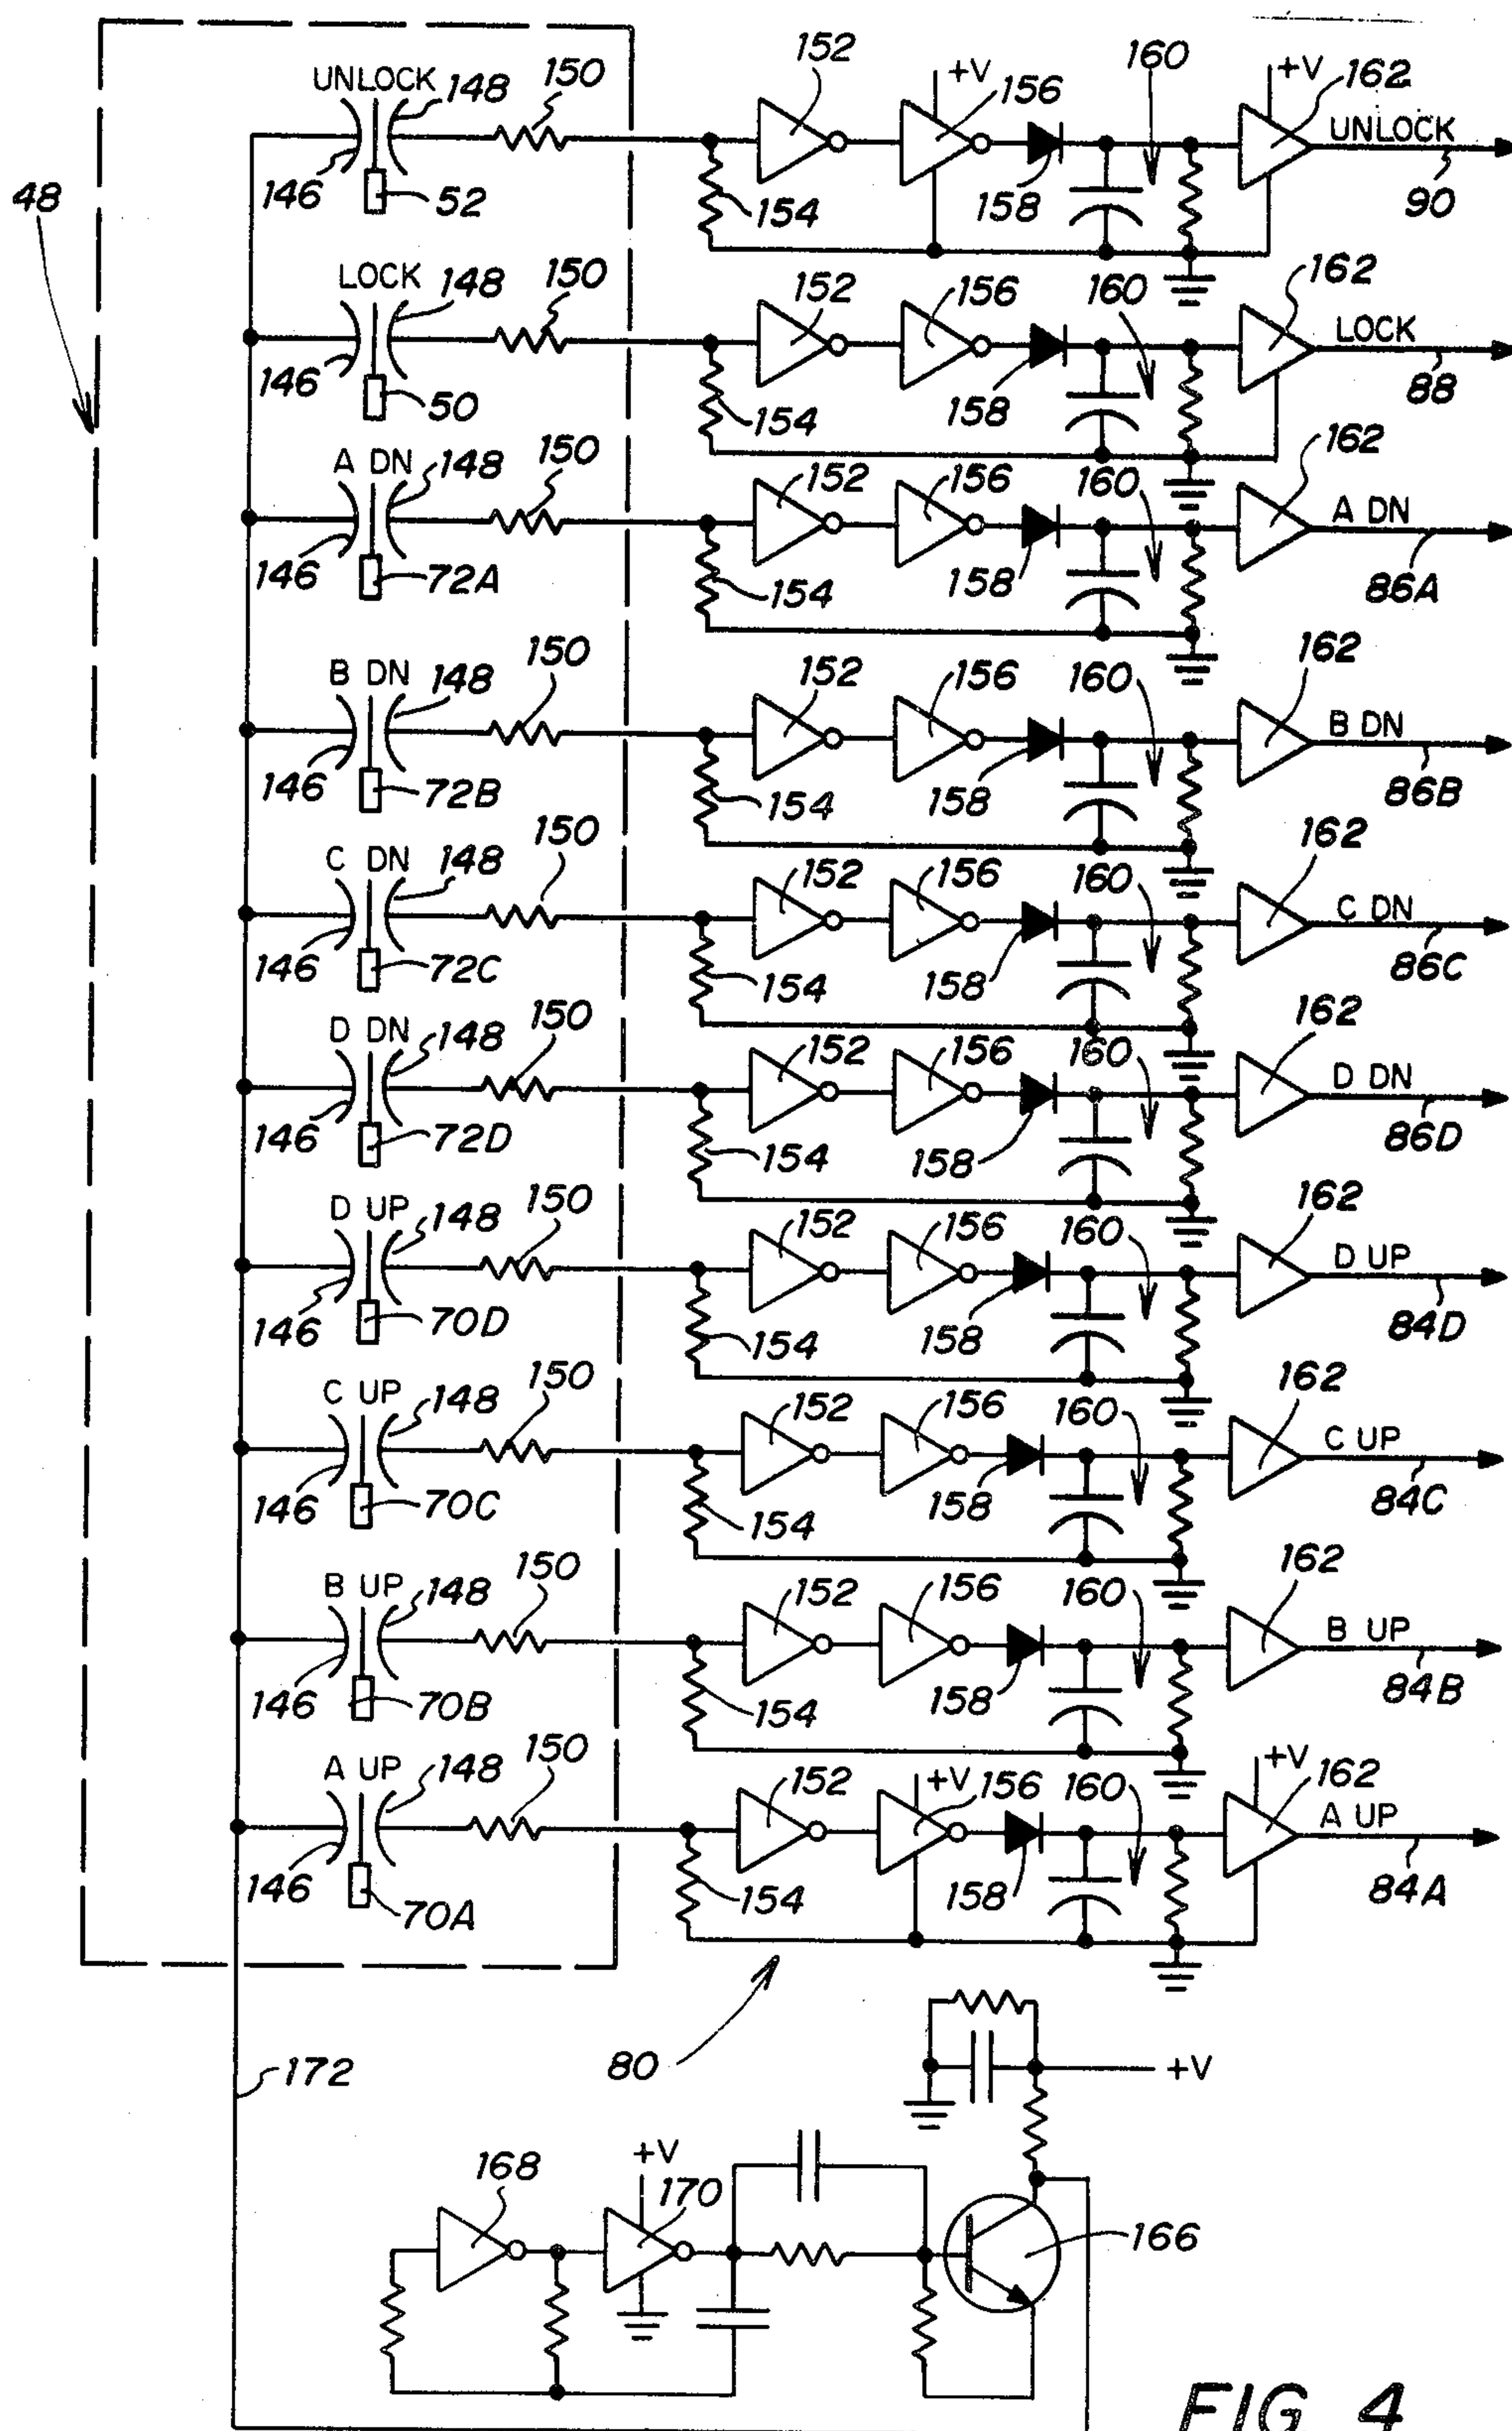 152 160
+V +V 162
UNLOCK 148 150 156 UNLOCK
48 146 52 154 158 90
LOCK 148 150 152 156 160 162
LOCK
146 50 154 158 88
A DN 148 150 152 156 160 162
A DN
146 72A 154 158 86A
B DN 148 150 152 156 160 162
B DN
146 72B 154 158 86B
C DN 148 150 152 156 160 162
C DN
146 72C 154 158 86C
D DN 148 150 152 156 160 162
D DN
146 72D 154 158 86D
D UP 148 150 152 156 160 162
D UP
146 70D 154 158 84D
C UP 148 150 152 156 160 162
C UP
146 70C 154 158 84C
B UP 148 150 152 156 160 162
B UP
146 70B 154 158 84B
A UP 148 150 152 +V 156 160 +V 162
A UP
146 70A 154 158 84A
172 80 +V
168 +V 170 166
FIG 4